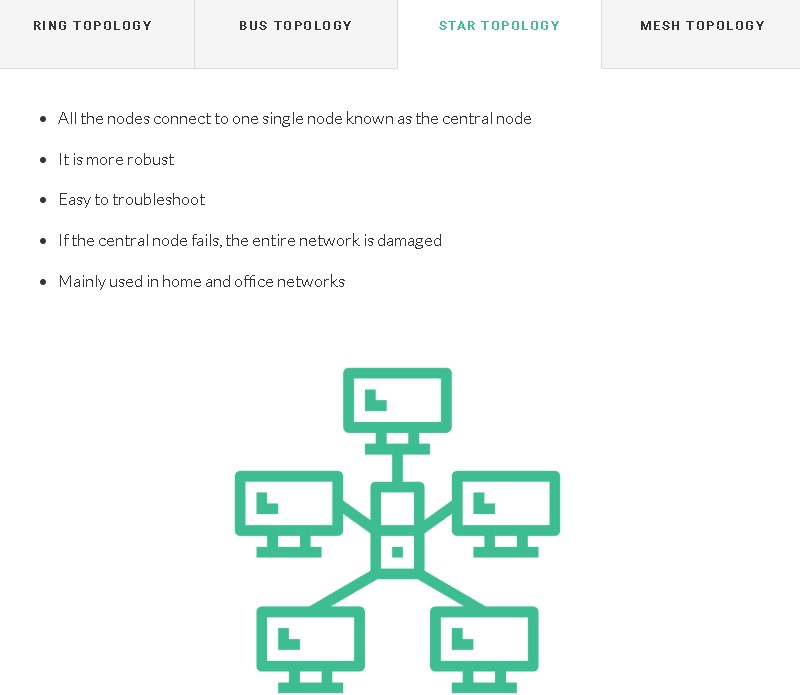 RING TOPOLOGY
BUS TOPOLOGY
STAR TOPOLOGY
MESH TOPOLOGY
All the nodes connect to one single node known as the central node
It is more robust
Easy to troubleshoot
If the central node fails, the entire network is damaged
Mainly used in home and office networks